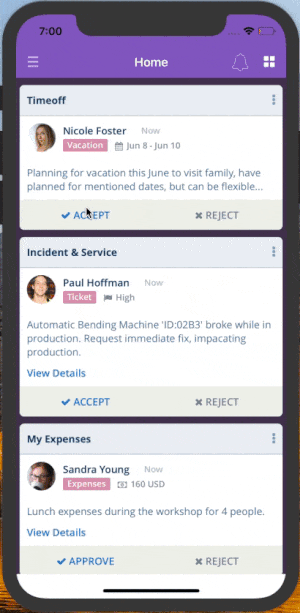 7:00
Home
Timeoff
Nicole Foster Now
Vacation Jun 8 - Jun 10
Planning for vacation this June to visit family, have
planned for mentioned dates, but can be flexible...
ACCEPT REJECT
Incident & Service
Paul Hoffman Now
Ticket High
Automatic Bending Machine 'ID:02B3' broke while in
production. Request immediate fix, impacating
production.
View Details
ACCEPT REJECT
My Expenses
Sandra Young Now
Expenses 160 USD
Lunch expenses during the workshop for 4 people.
View Details
APPROVE REJECT